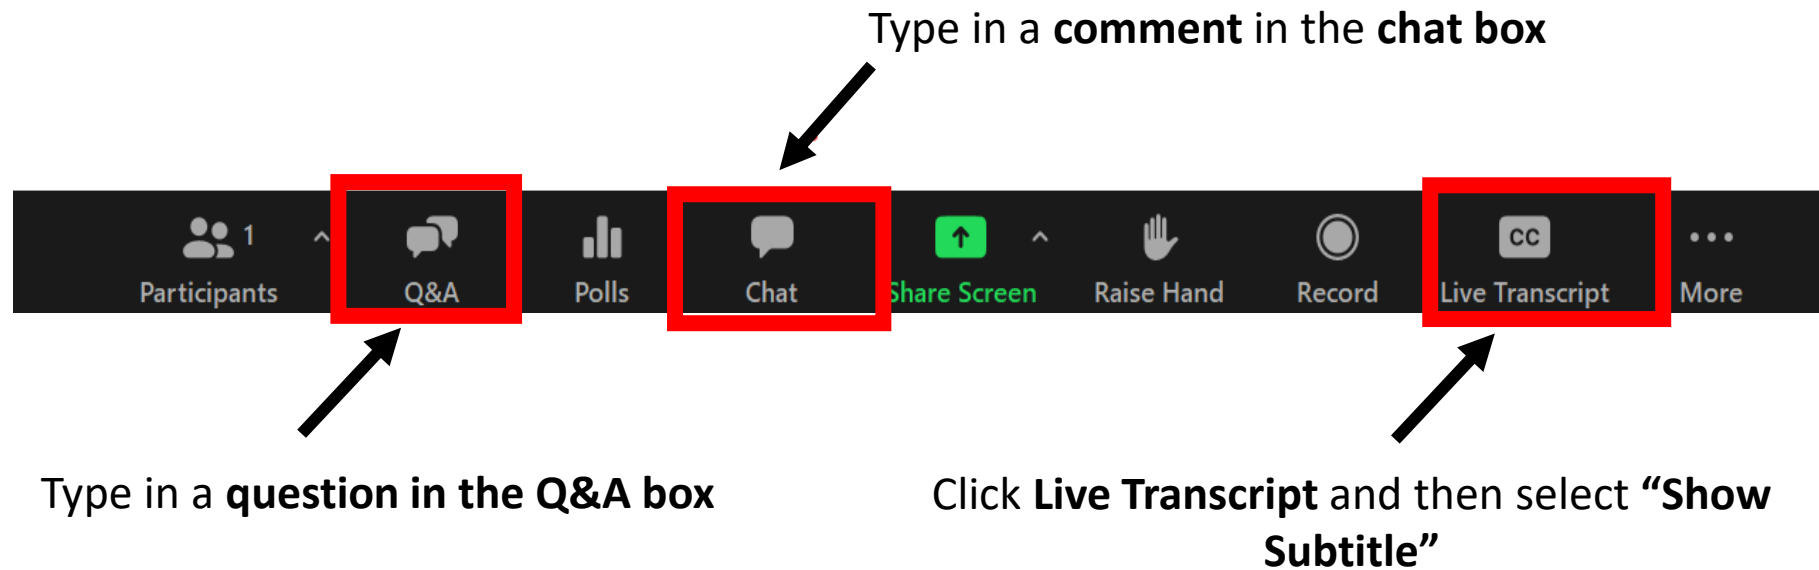 Type in a comment in the chat box
1
Participants
Q&A
Polls
Chat
Share Screen
Raise Hand
Record
CC
Live Transcript
More
Type in a question in the Q&A box
Click Live Transcript and then select “Show
Subtitle”